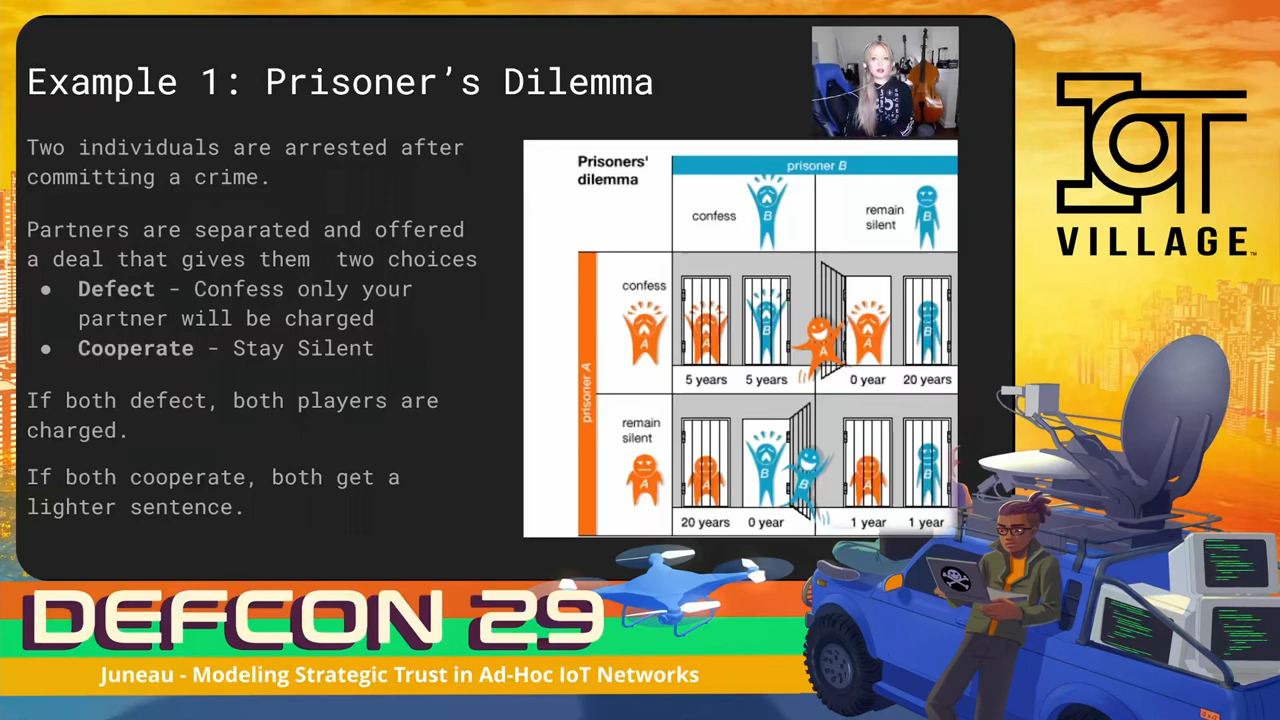 Example 1: Prisoner's Dilemma
Two individuals are arrested after
committing a crime.
Partners are separated and offered
a deal that gives them  two choices
● Defect - Confess only your
partner will be charged
● Cooperate - Stay Silent
If both defect, both players are
charged.
If both cooperate, both get a
lighter sentence.
Prisoners'
dilemma
prisoner B
confess
B
remain
silent
B
prisoner A
confess
A
A
B
A
A
B
5 years
5 years
0 year
20 years
remain
silent
A
A
B
B
A
B
20 years
0 year
1 year
1 year
IOT
VILLAGE™
DEFCON 29
Juneau - Modeling Strategic Trust in Ad-Hoc IoT Networks